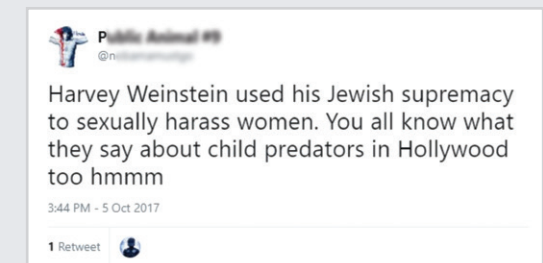 Harvey Weinstein used his Jewish supremacy
to sexually harass women. You all know what
they say about child predators in Hollywood
too hmmm
3:44 PM - 5 Oct 2017
1 Retweet